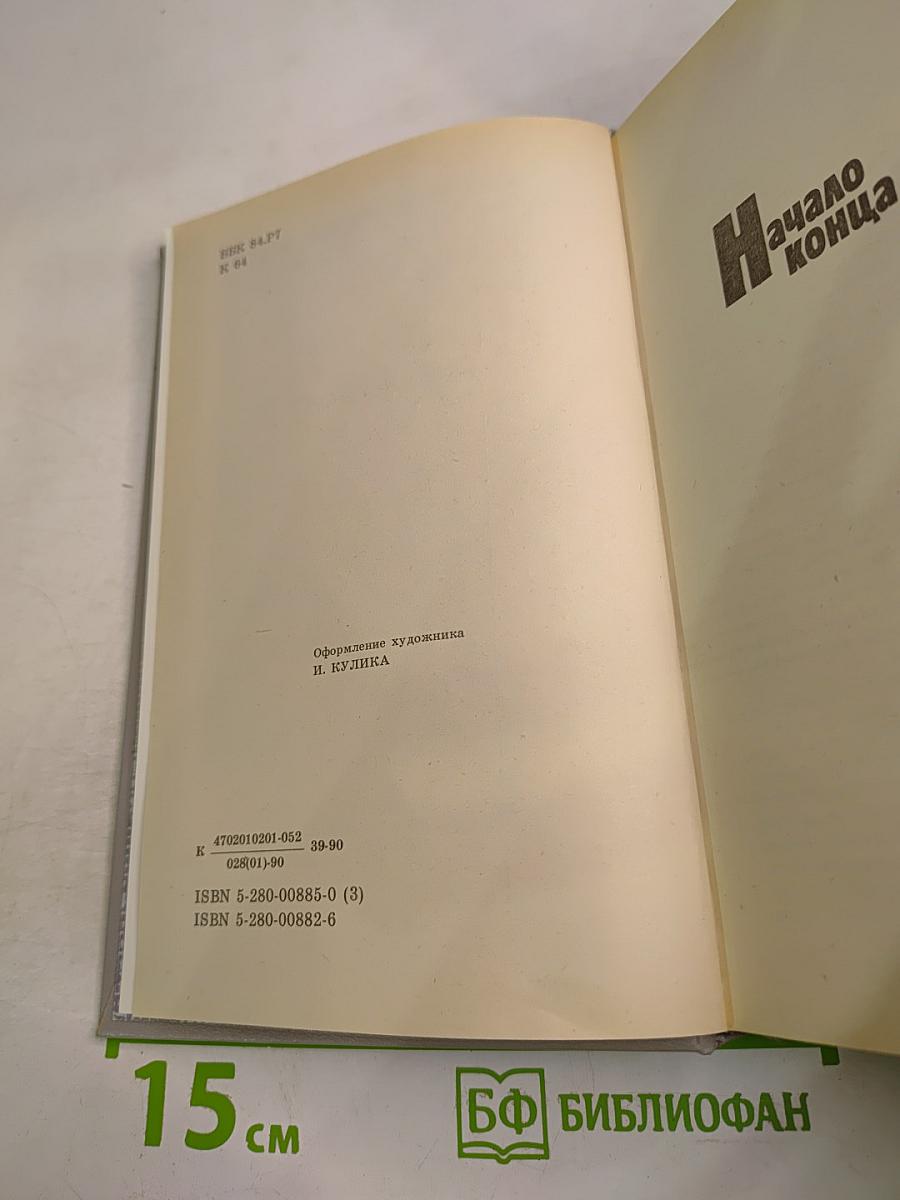 ББК 84.Р7
К 64
Оформление художника
И. КУЛИКА
К 4702010201-052
028(01)-90
39-90
ISBN 5-280-00885-0 (3)
ISBN 5-280-00882-6
Начало
конца
15 см
БФ БИБЛИОФАН